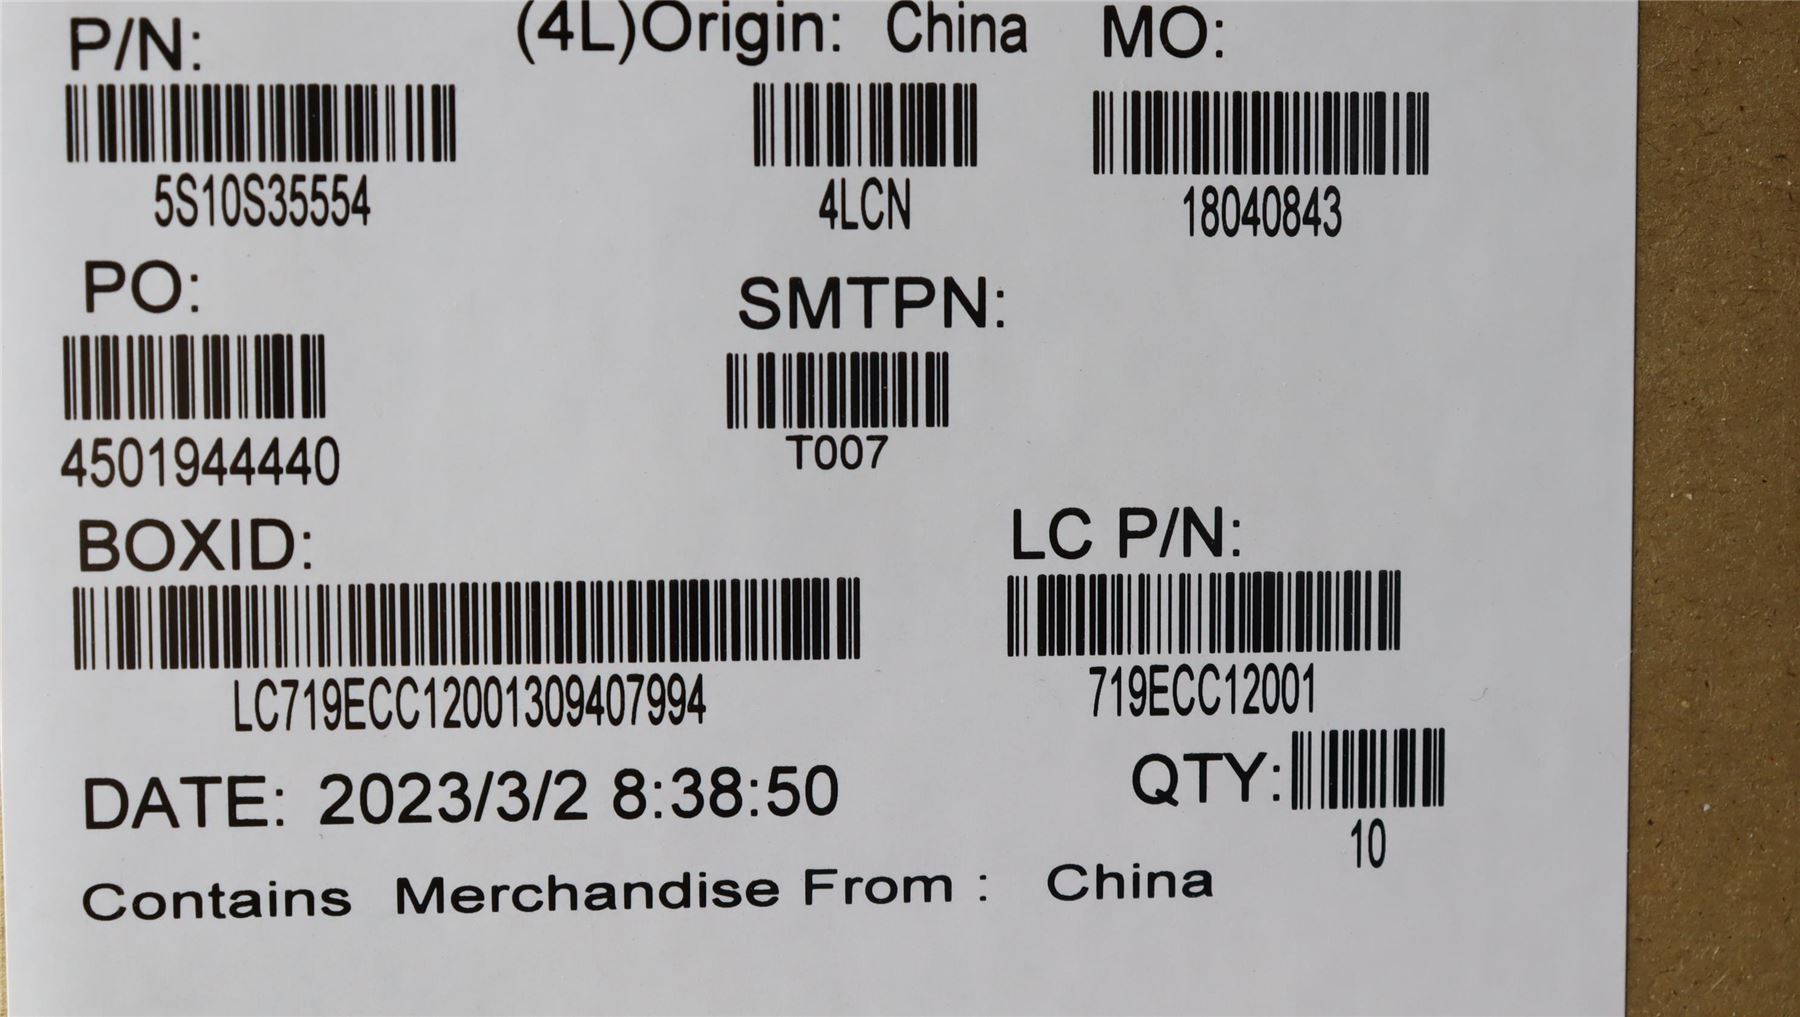 P/N: (4L)Origin: China MO:
5S10S35554 4LCN 18040843
PO: SMTPN:
4501944440 T007
BOXID: LC P/N:
LC719ECC12001309407994 719ECC12001
DATE: 2023/3/2 8:38:50 QTY:
10
Contains Merchandise From : China